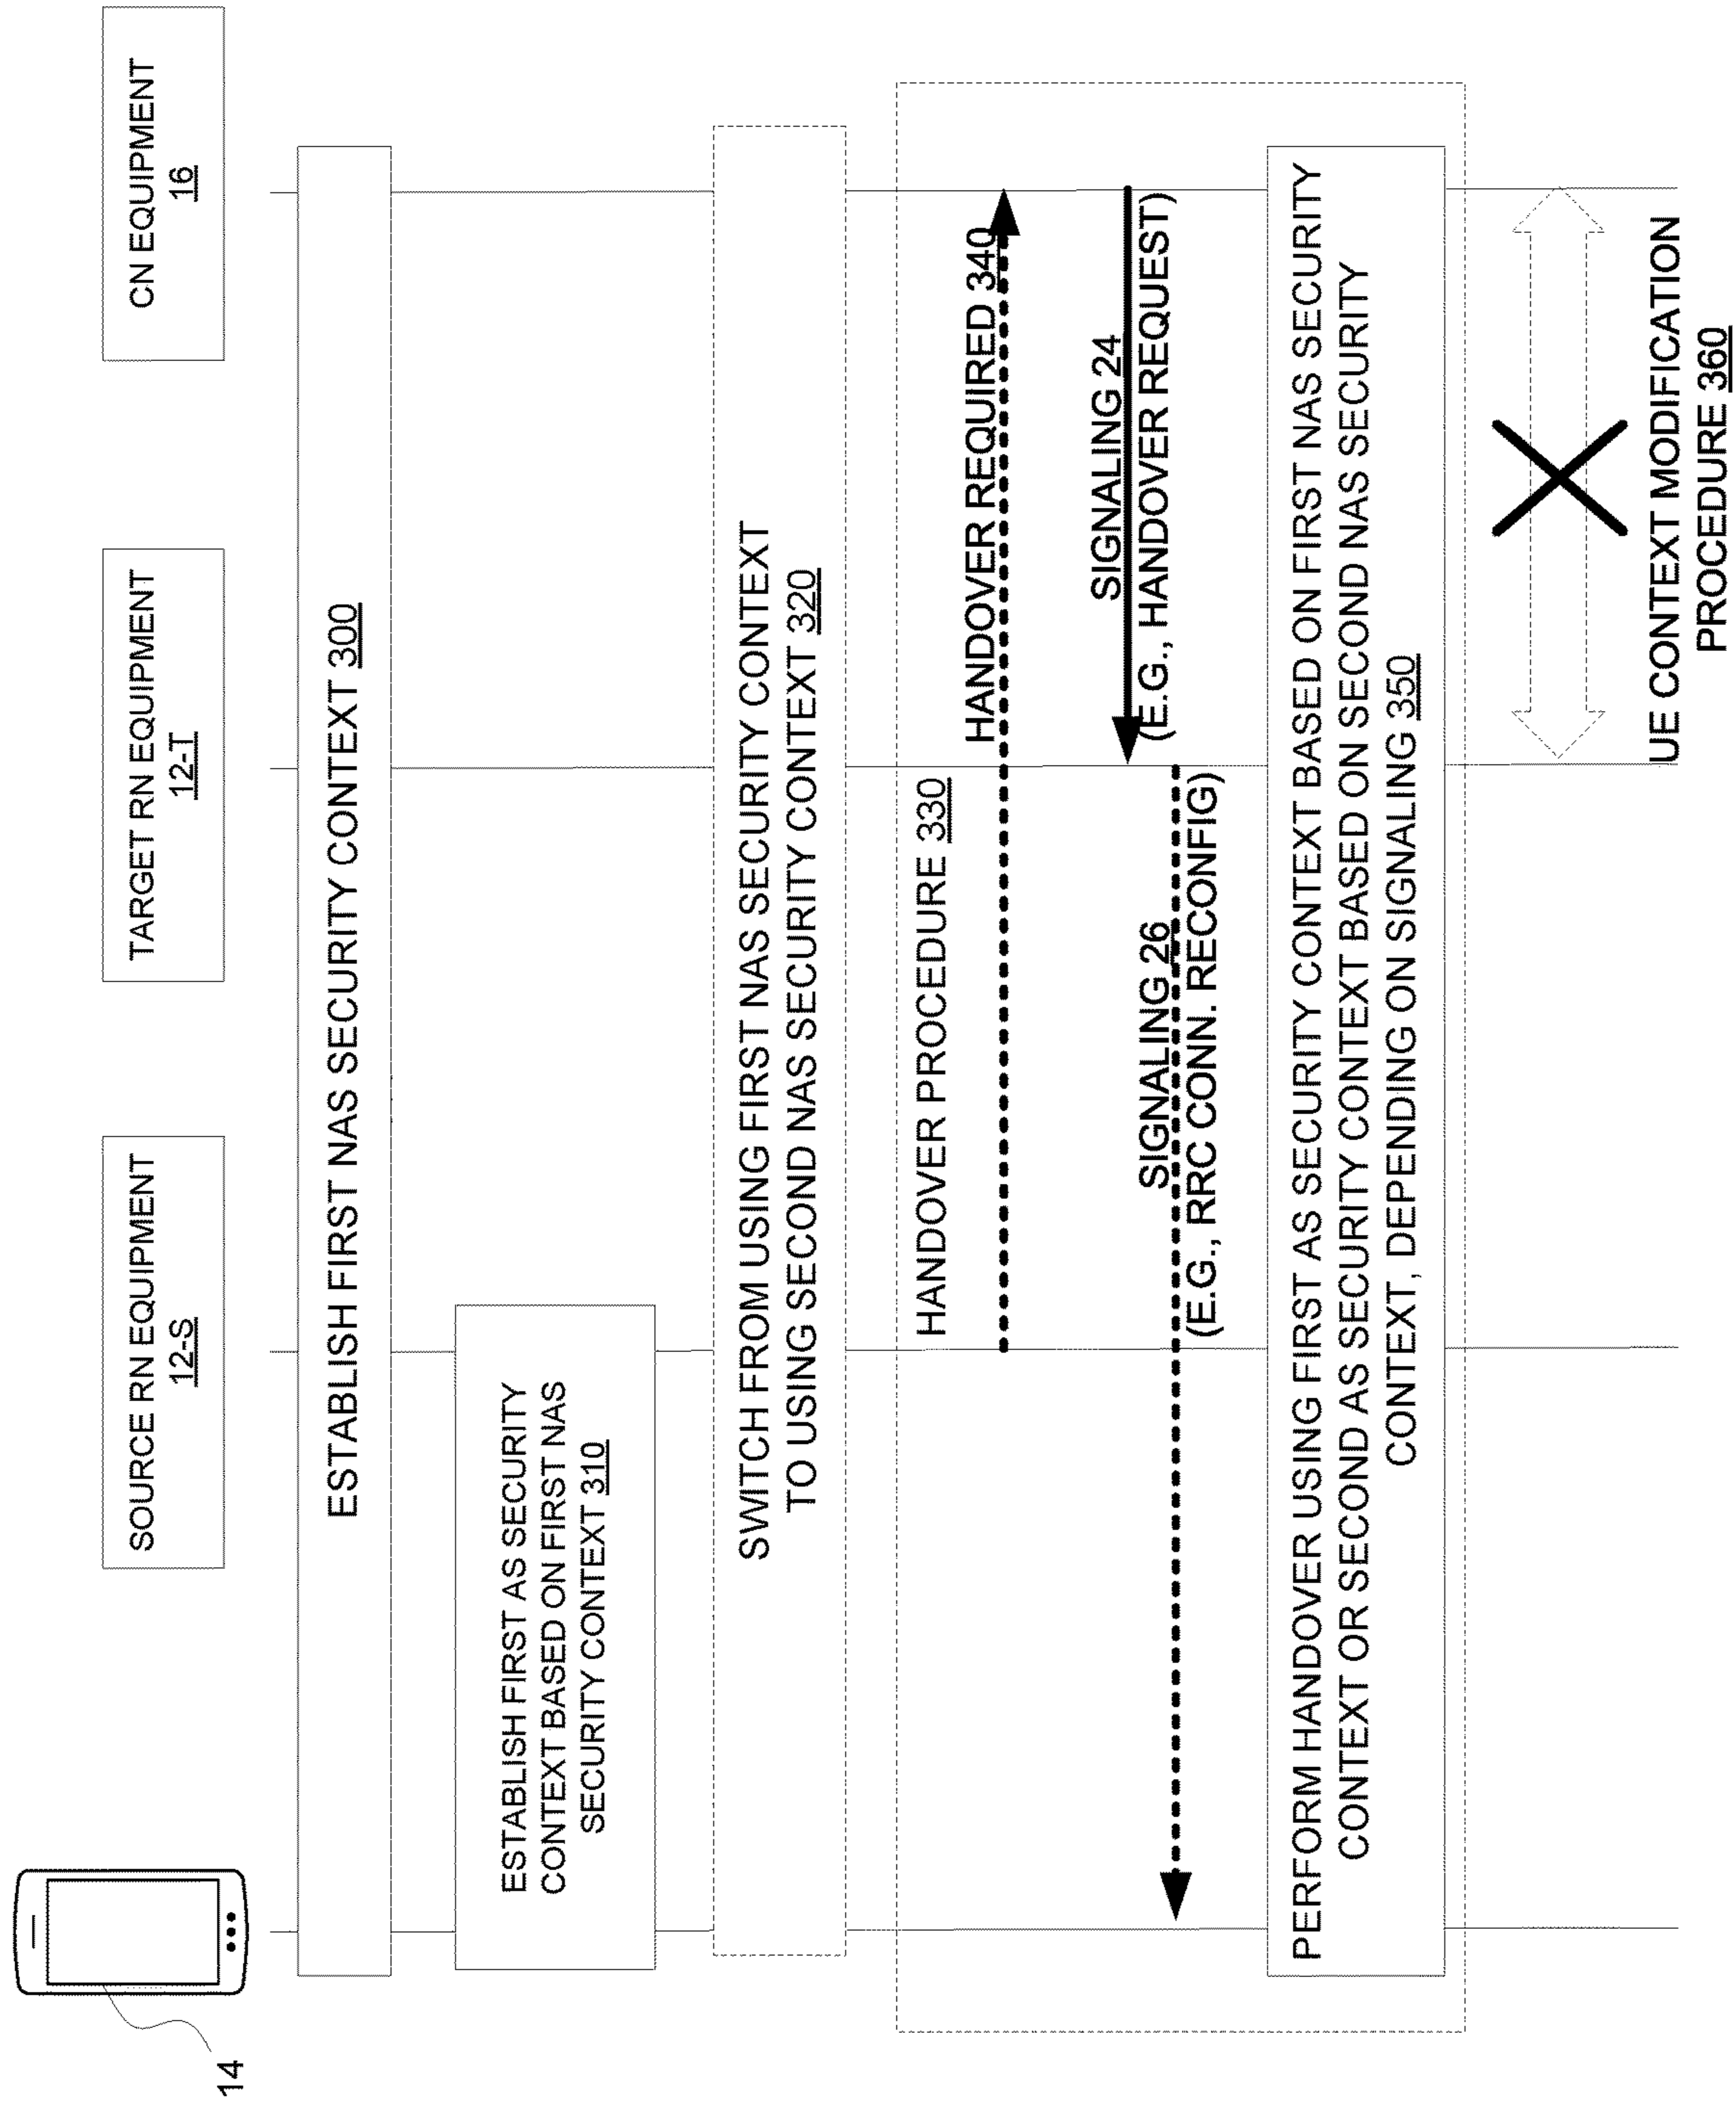 14
SOURCE RN EQUIPMENT
12-S
TARGET RN EQUIPMENT
12-T
CN EQUIPMENT
16
ESTABLISH FIRST NAS SECURITY CONTEXT 300
ESTABLISH FIRST AS SECURITY
CONTEXT BASED ON FIRST NAS
SECURITY CONTEXT 310
SWITCH FROM USING FIRST NAS SECURITY CONTEXT
TO USING SECOND NAS SECURITY CONTEXT 320
HANDOVER PROCEDURE 330
HANDOVER REQUIRED 340
SIGNALING 24
(E.G., HANDOVER REQUEST)
SIGNALING 26
(E.G., RRC CONN. RECONFIG)
PERFORM HANDOVER USING FIRST AS SECURITY CONTEXT BASED ON FIRST NAS SECURITY
CONTEXT OR SECOND AS SECURITY CONTEXT BASED ON SECOND NAS SECURITY
CONTEXT, DEPENDING ON SIGNALING 350
UE CONTEXT MODIFICATION
PROCEDURE 360